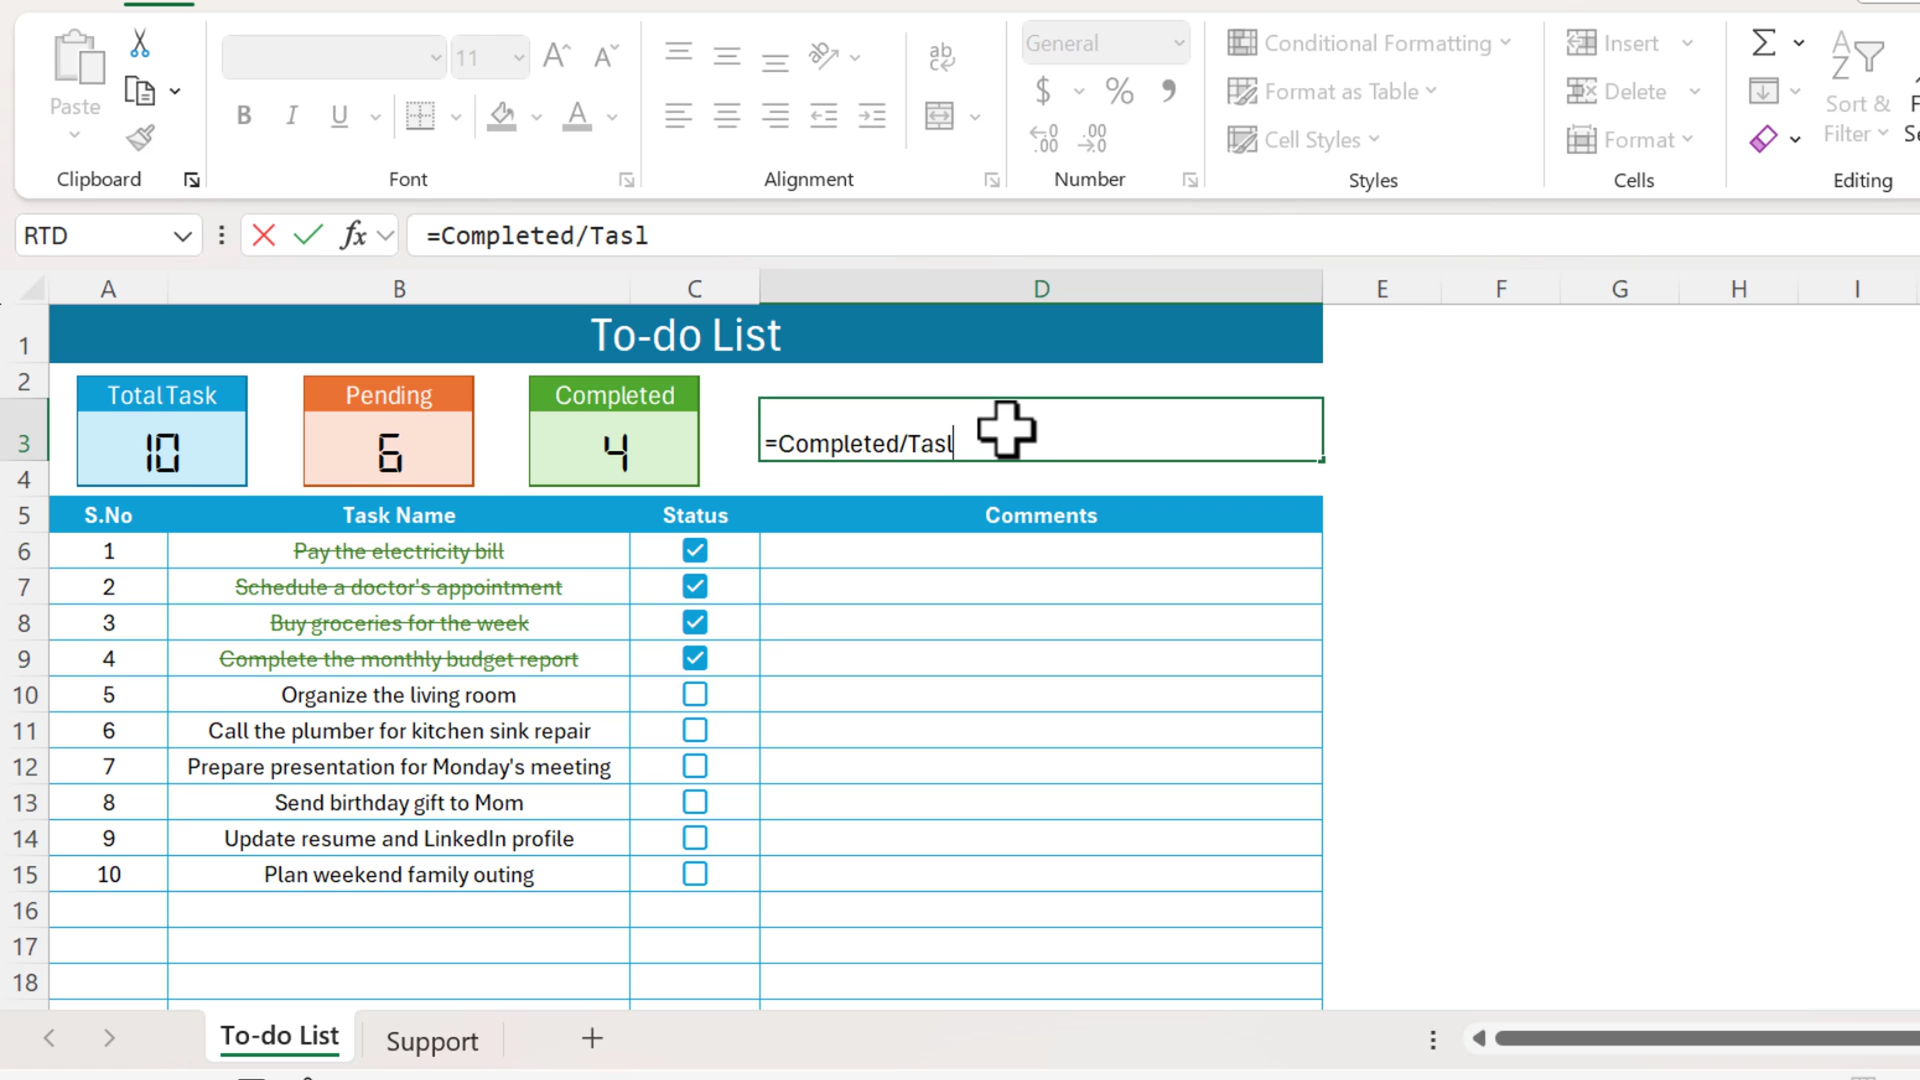 Paste
Clipboard
11
A^ A˅
B I U A
Font
ab
Alignment
General
$ % 9
.00 .00
Number
Conditional Formatting
Format as Table
Cell Styles
Styles
Insert
Delete
Format
Cells
Sort &
Filter
Editing
RTD fx =Completed/Tasl
A B C D E F G H I
1 To-do List
2 Total Task Pending Completed
3 10 6 4 =Completed/Tasl
4
5 S.No Task Name Status Comments
6 1 Pay the electricity bill
7 2 Schedule a doctor's appointment
8 3 Buy groceries for the week
9 4 Complete the monthly budget report
10 5 Organize the living room
11 6 Call the plumber for kitchen sink repair
12 7 Prepare presentation for Monday's meeting
13 8 Send birthday gift to Mom
14 9 Update resume and LinkedIn profile
15 10 Plan weekend family outing
16
17
18
To-do List Support +